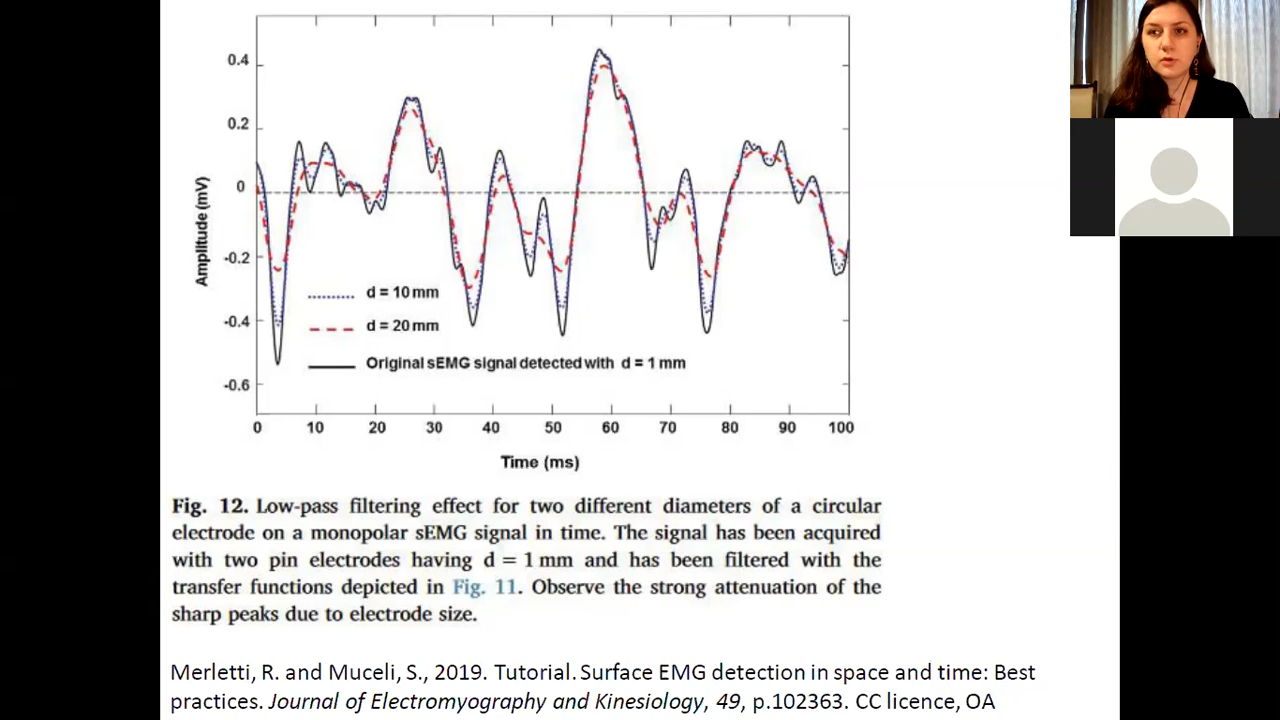 0.4
0.2
0
-0.2
-0.4
-0.6
Amplitude (mV)
d = 10 mm
d = 20 mm
Original sEMG signal detected with d = 1 mm
0 10 20 30 40 50 60 70 80 90 100
Time (ms)
Fig. 12. Low-pass filtering effect for two different diameters of a circular
electrode on a monopolar sEMG signal in time. The signal has been acquired
with two pin electrodes having d = 1 mm and has been filtered with the
transfer functions depicted in Fig. 11. Observe the strong attenuation of the
sharp peaks due to electrode size.
Merletti, R. and Muceli, S., 2019. Tutorial. Surface EMG detection in space and time: Best
practices. Journal of Electromyography and Kinesiology, 49, p.102363. CC licence, OA